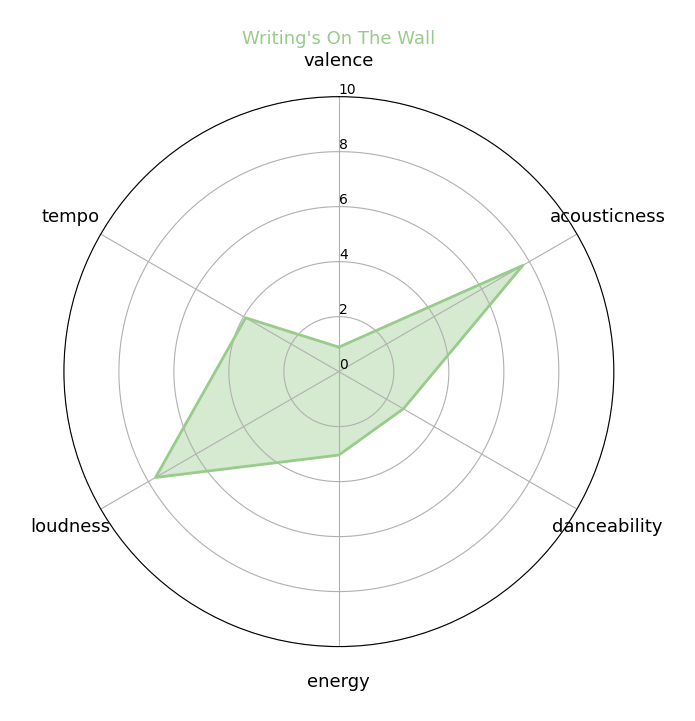 Writing's On The Wall
valence
10
8
tempo
acousticness
6
4
2
0
loudness
danceability
energy